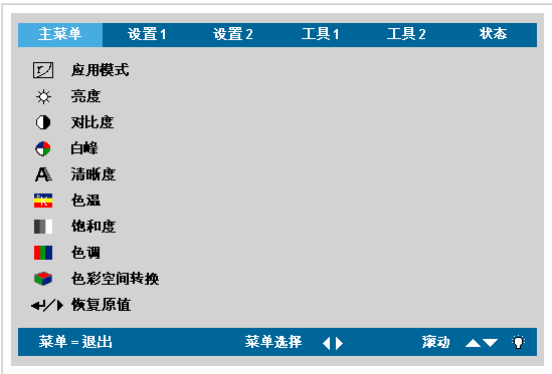 主菜单 设置1 设置2 工具1 工具2 状态
应用模式
亮度
对比度
白峰
清晰度
色温
饱和度
色调
色彩空间转换
恢复原值
菜单=退出 菜单选择 滚动